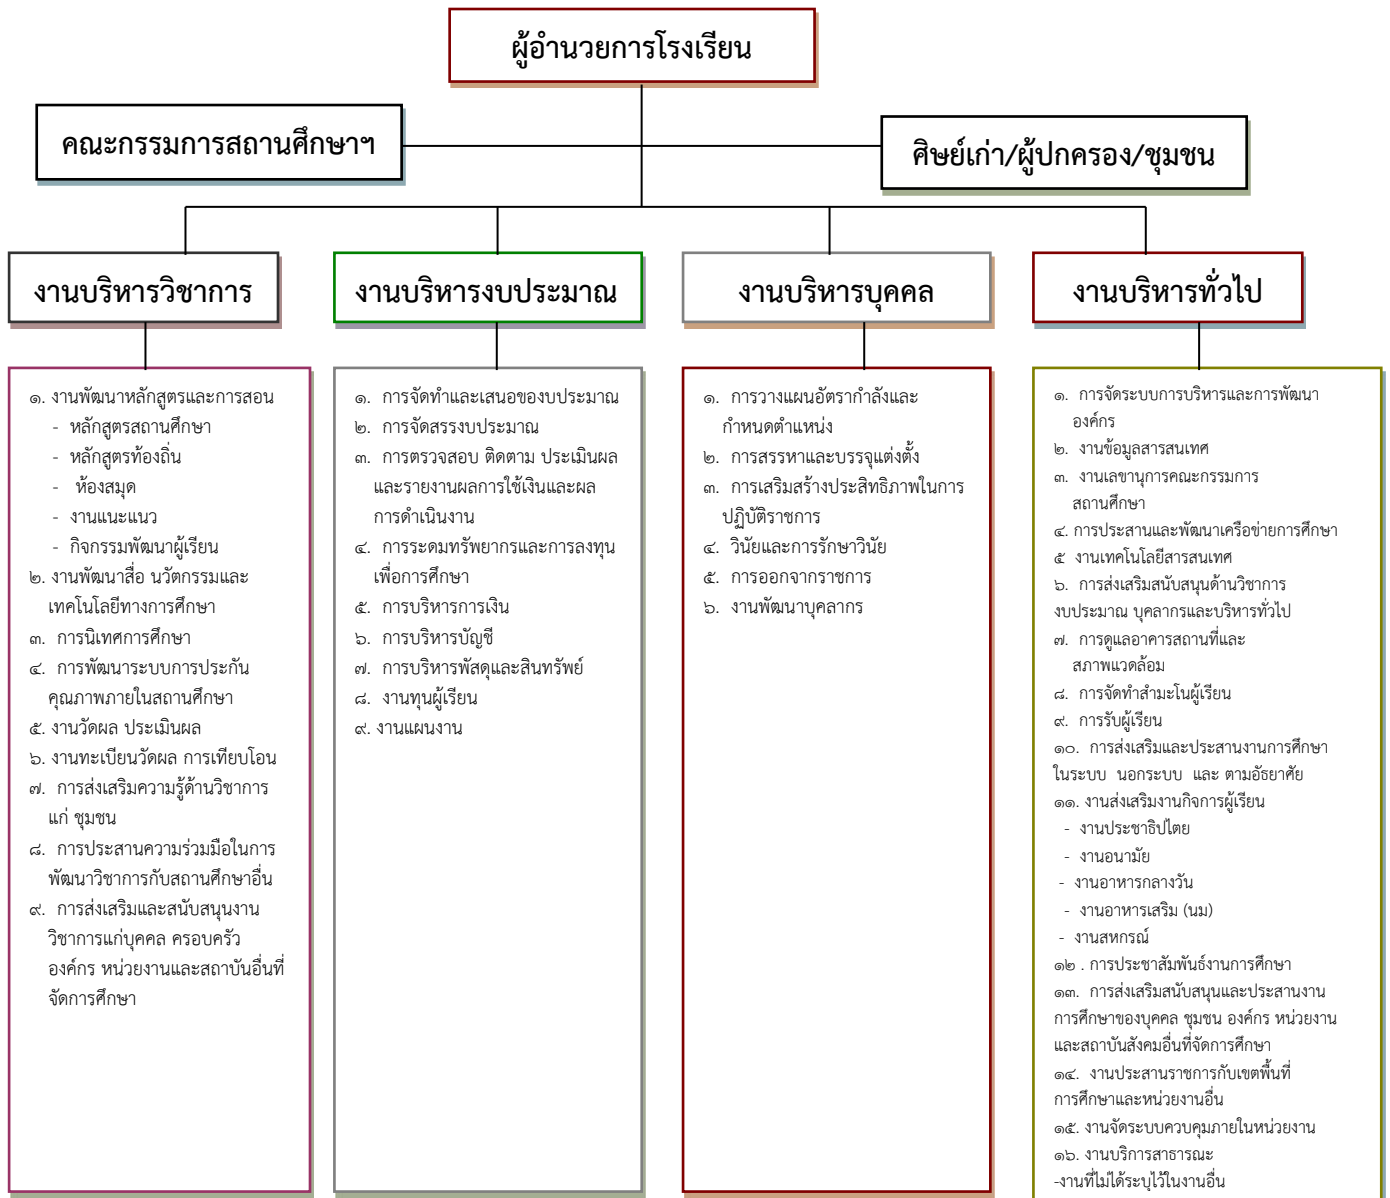 ผู้อำนวยการโรงเรียน
คณะกรรมการสถานศึกษาฯ
ศิษย์เก่า/ผู้ปกครอง/ชุมชน
งานบริหารวิชาการ
งานบริหารงบประมาณ
งานบริหารบุคคล
งานบริหารทั่วไป
๑. งานพัฒนาหลักสูตรและการสอน
- หลักสูตรสถานศึกษา
- หลักสูตรท้องถิ่น
- ห้องสมุด
- งานแนะแนว
- กิจกรรมพัฒนาผู้เรียน
๒. งานพัฒนาสื่อ นวัตกรรมและ
เทคโนโลยีทางการศึกษา
๓. การนิเทศการศึกษา
๔. การพัฒนาระบบการประกัน
คุณภาพภายในสถานศึกษา
๕. งานวัดผล ประเมินผล
๖. งานทะเบียนวัดผล การเทียบโอน
๗. การส่งเสริมความรู้ด้านวิชาการ
แก่ ชุมชน
๘. การประสานความร่วมมือในการ
พัฒนาวิชาการกับสถานศึกษาอื่น
๙. การส่งเสริมและสนับสนุนงาน
วิชาการแก่บุคคล ครอบครัว
องค์กร หน่วยงานและสถาบันอื่นที่
จัดการศึกษา
๑. การจัดทำและเสนอของบประมาณ
๒. การจัดสรรงบประมาณ
๓. การตรวจสอบ ติดตาม ประเมินผล
และรายงานผลการใช้เงินและผล
การดำเนินงาน
๔. การระดมทรัพยากรและการลงทุน
เพื่อการศึกษา
๕. การบริหารการเงิน
๖. การบริหารบัญชี
๗. การบริหารพัสดุและสินทรัพย์
๘. งานทุนผู้เรียน
๙. งานแผนงาน
๑. การวางแผนอัตรากำลังและ
กำหนดตำแหน่ง
๒. การสรรหาและบรรจุแต่งตั้ง
๓. การเสริมสร้างประสิทธิภาพในการ
ปฏิบัติราชการ
๔. วินัยและการรักษาวินัย
๕. การออกจากราชการ
๖. งานพัฒนาบุคลากร
๑. การจัดระบบการบริหารและการพัฒนา
องค์กร
๒. งานข้อมูลสารสนเทศ
๓. งานเลขานุการคณะกรรมการ
สถานศึกษา
๔. การประสานและพัฒนาเครือข่ายการศึกษา
๕ งานเทคโนโลยีสารสนเทศ
๖. การส่งเสริมสนับสนุนด้านวิชาการ
งบประมาณ บุคลากรและบริหารทั่วไป
๗. การดูแลอาคารสถานที่และ
สภาพแวดล้อม
๘. การจัดทำสำมะโนผู้เรียน
๙. การรับผู้เรียน
๑๐. การส่งเสริมและประสานงานการศึกษา
ในระบบ นอกระบบ และ ตามอัธยาศัย
๑๑. งานส่งเสริมงานกิจการผู้เรียน
- งานประชาธิปไตย
- งานอนามัย
- งานอาหารกลางวัน
- งานอาหารเสริม (นม)
- งานสหกรณ์
๑๒ . การประชาสัมพันธ์งานการศึกษา
๑๓. การส่งเสริมสนับสนุนและประสานงาน
การศึกษาของบุคคล ชุมชน องค์กร หน่วยงาน
และสถาบันสังคมอื่นที่จัดการศึกษา
๑๔. งานประสานราชการกับเขตพื้นที่
การศึกษาและหน่วยงานอื่น
๑๕. งานจัดระบบควบคุมภายในหน่วยงาน
๑๖. งานบริการสาธารณะ
-งานที่ไม่ได้ระบุไว้ในงานอื่น